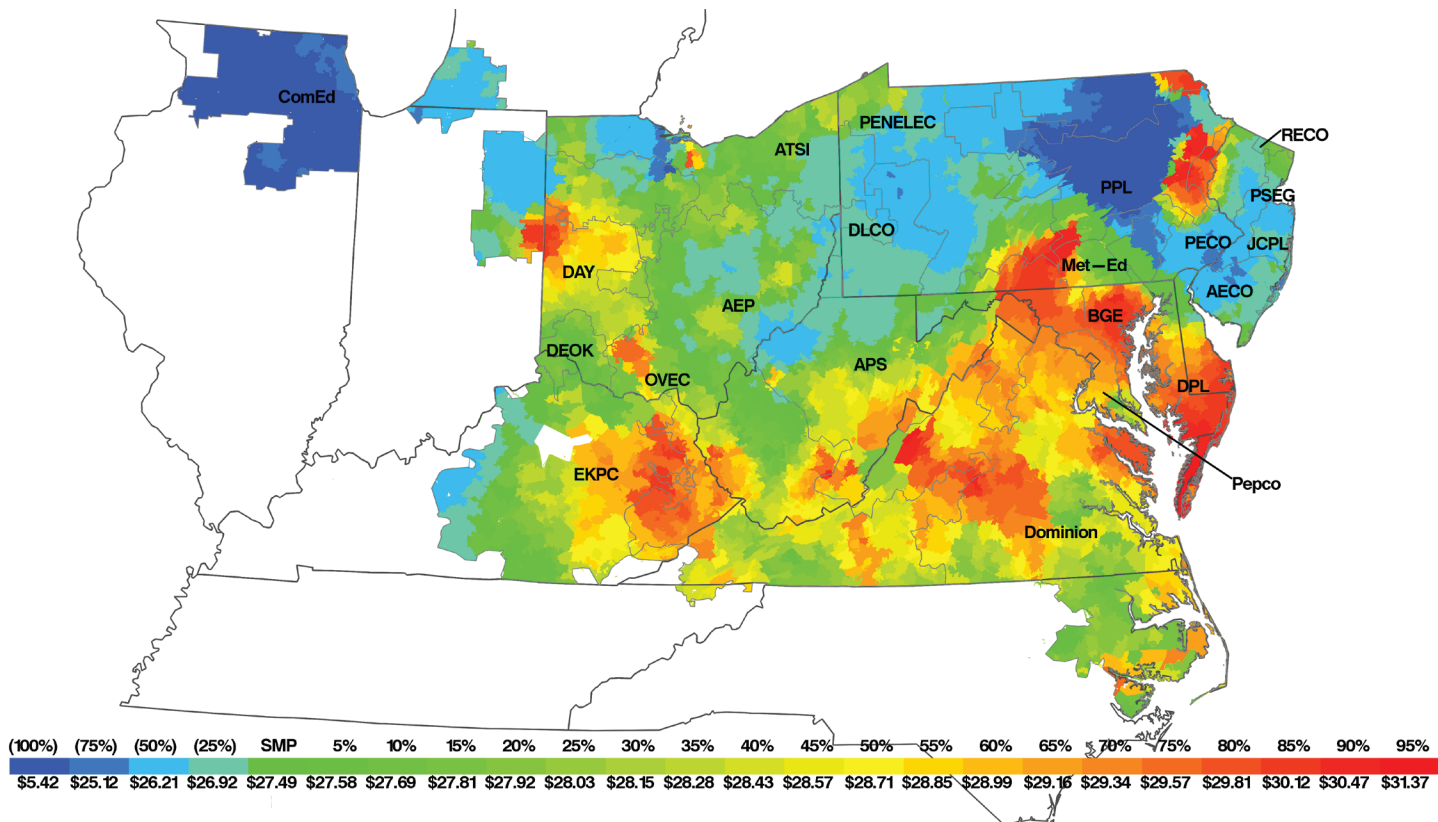 ComEd
PENELEC
RECO
ATSI
PPL
PSEG
DLCO
PECO
JCPL
Met–Ed
DAY
AECO
AEP
BGE
DEOK
APS
OVEC
DPL
EKPC
Pepco
Dominion
(100%) (75%) (50%) (25%) SMP 5% 10% 15% 20% 25% 30% 35% 40% 45% 50% 55% 60% 65% 70% 75% 80% 85% 90% 95%
$5.42 $25.12 $26.21 $26.92 $27.49 $27.58 $27.69 $27.81 $27.92 $28.03 $28.15 $28.28 $28.43 $28.57 $28.71 $28.85 $28.99 $29.16 $29.34 $29.57 $29.81 $30.12 $30.47 $31.37